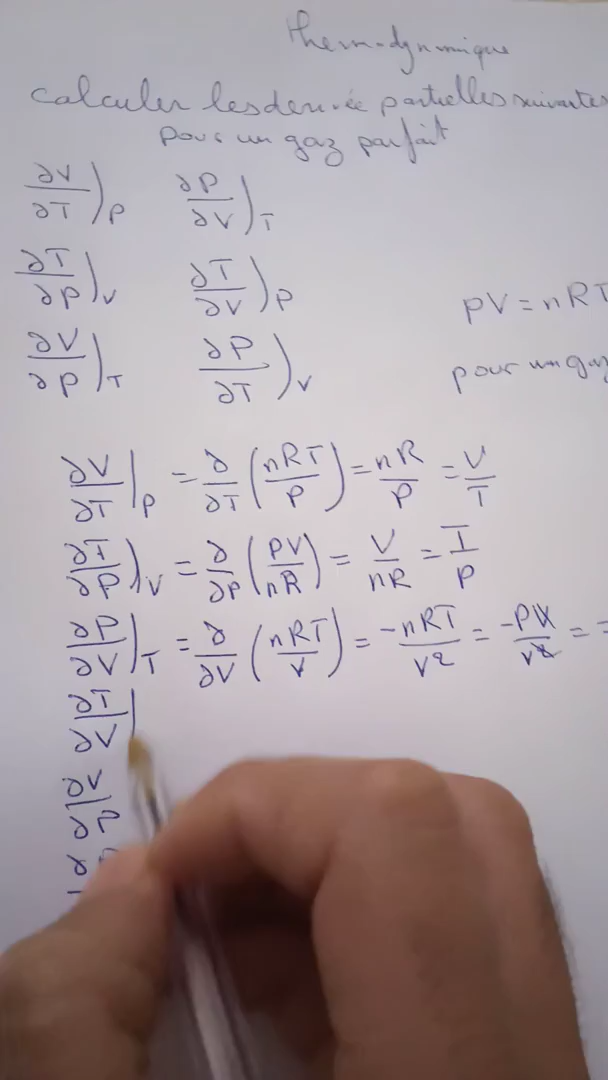 thermodynamique
calculer les derivée partielles suivantes
pour un gaz parfait
∂V/∂T)P ∂P/∂V)T
∂T/∂P)V ∂T/∂V)P
PV = nRT
∂V/∂P)T ∂P/∂T)V
pour un gaz
∂V/∂T|P = ∂/∂T (nRT/P) = nR/P = V/T
∂T/∂P)V = ∂/∂P (PV/nR) = V/nR = T/P
∂P/∂V|T = ∂/∂V (nRT/V) = -nRT/V² = -PV/V² = -
∂T/∂V|
∂V/∂P
∂